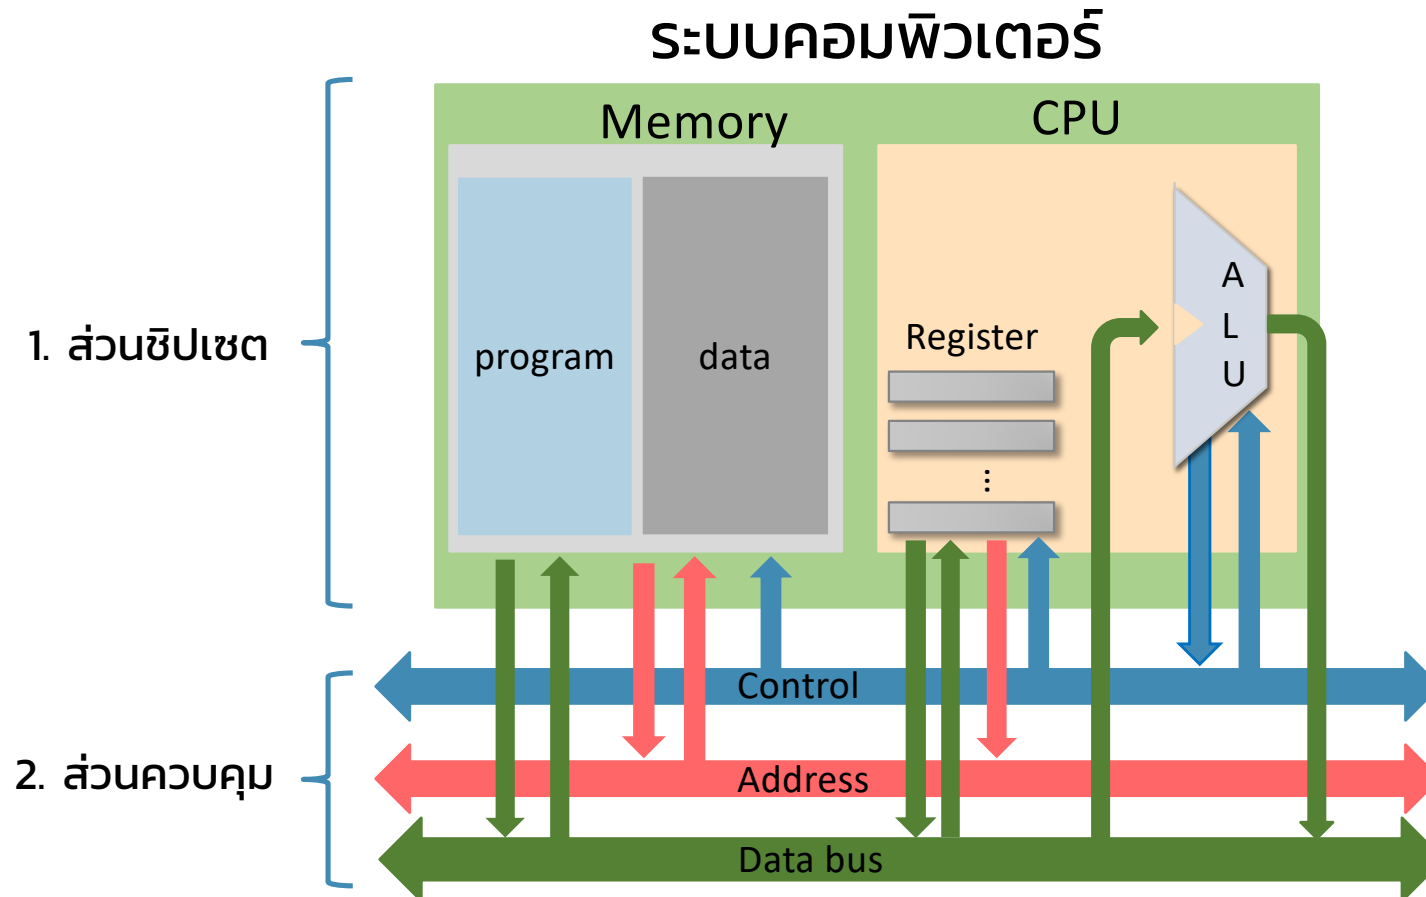 ระบบคอมพิวเตอร์
Memory
CPU
1. ส่วนชิปเซต
program
data
Register
A
L
U
...
2. ส่วนควบคุม
Control
Address
Data bus